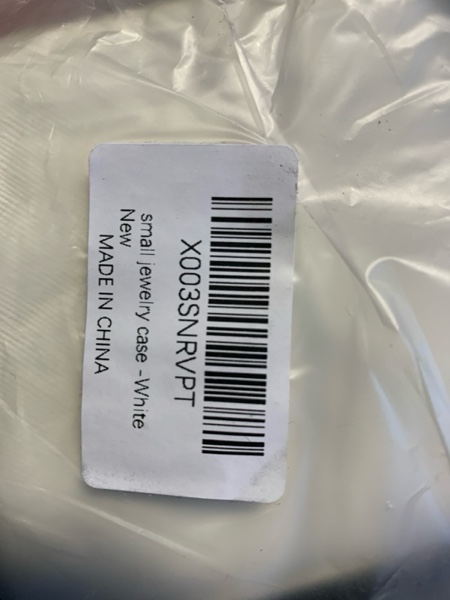 X003SNRVPT
small jewelry case -White
New
MADE IN CHINA